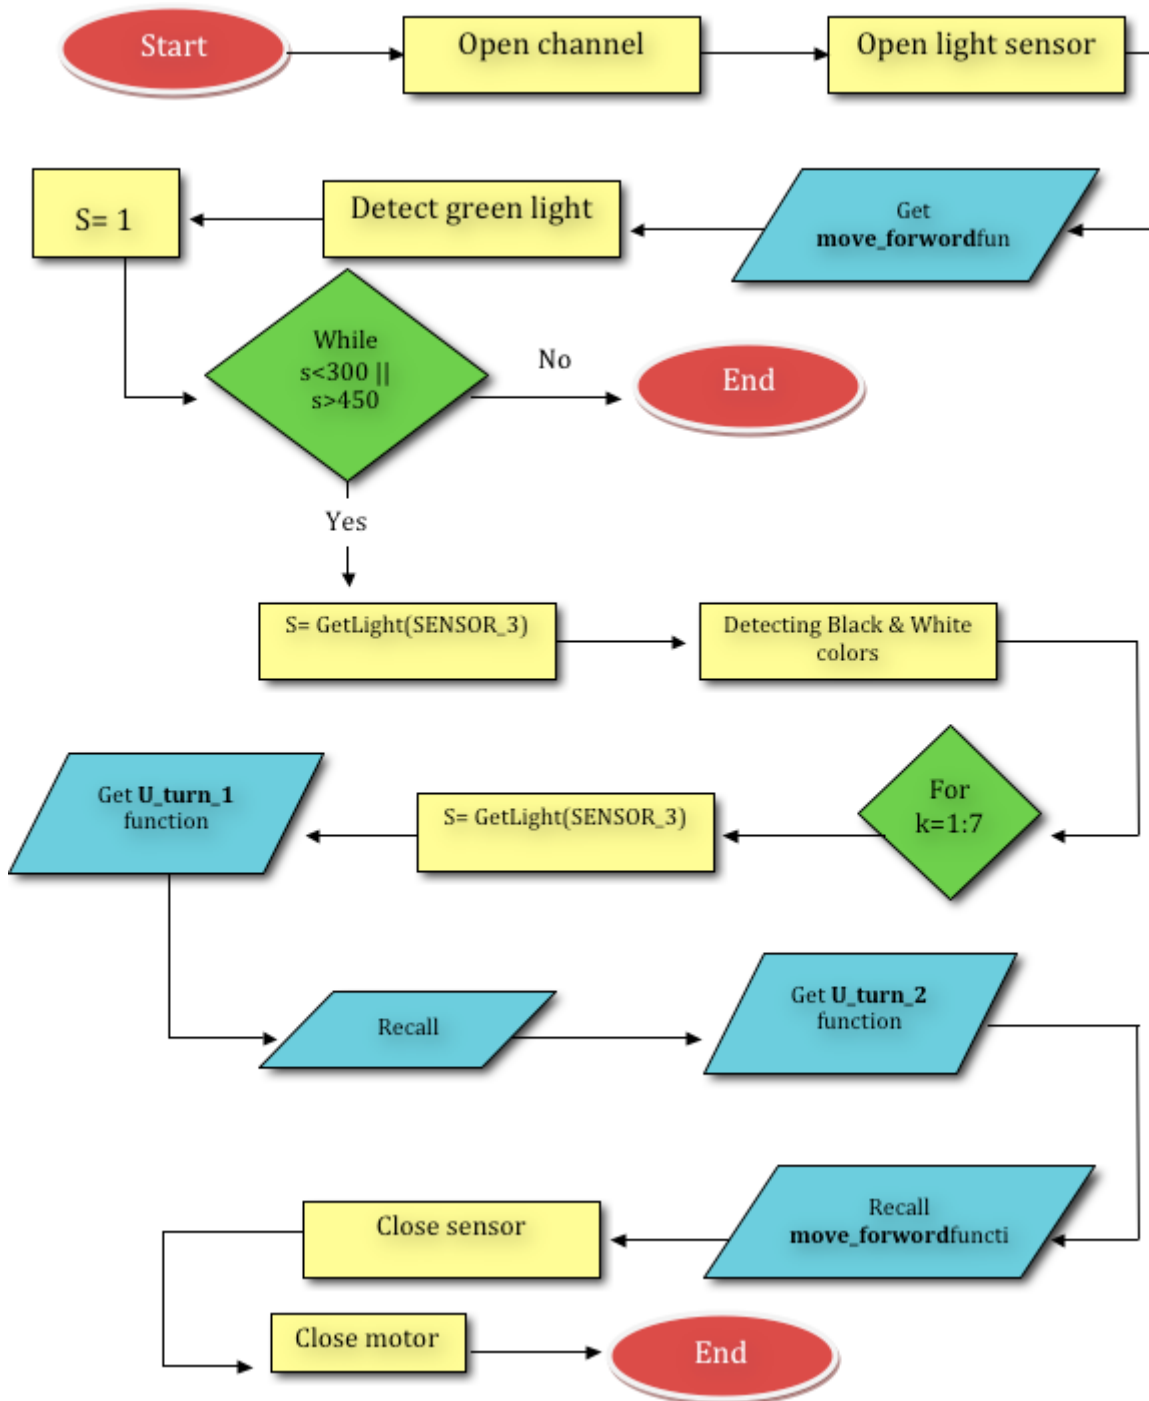 Start
Open channel
Open light sensor
Get
move_forwordfun
Detect green light
S= 1
While
s<300 ||
s>450
No
End
Yes
S= GetLight(SENSOR_3)
Detecting Black & White
colors
For
k=1:7
S= GetLight(SENSOR_3)
Get U_turn_1
function
Recall
Get U_turn_2
function
Recall
move_forwordfuncti
Close sensor
Close motor
End